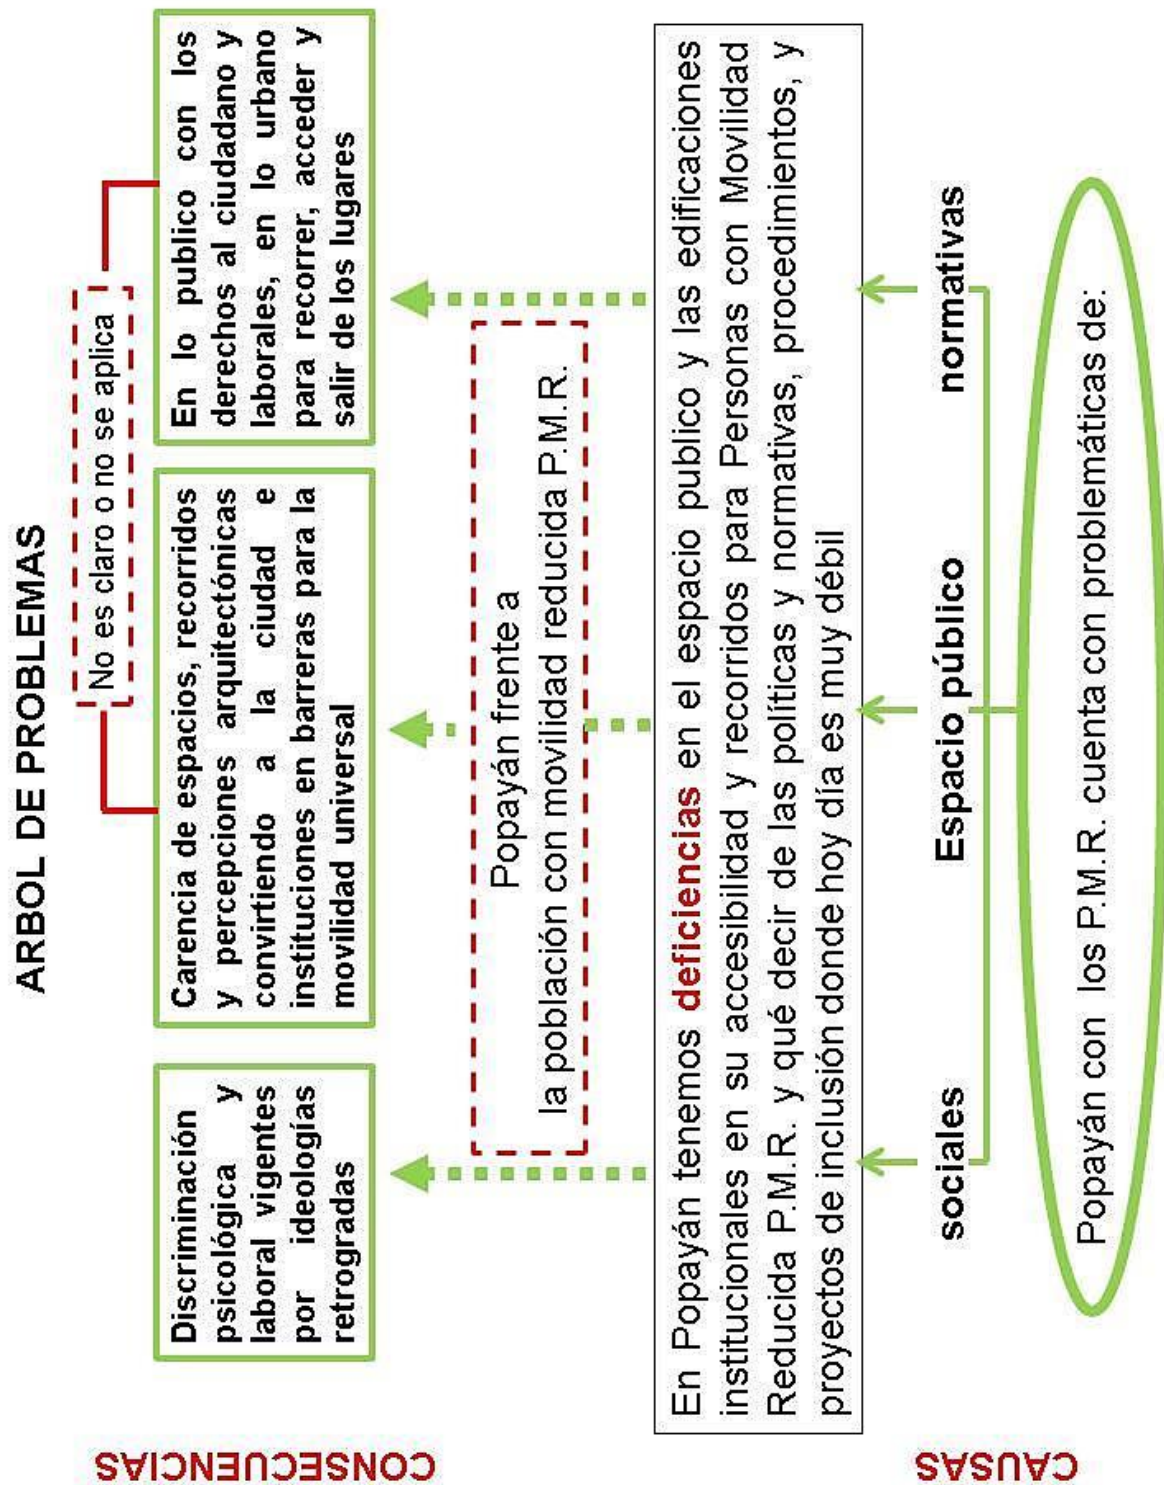 ARBOL DE PROBLEMAS
No es claro o no se aplica
CONSECUENCIAS
Discriminación
psicológica y
laboral vigentes
por ideologías
retrogradas
Carencia de espacios, recorridos
y percepciones arquitectónicas
convirtiendo a la ciudad e
instituciones en barreras para la
movilidad universal
En lo publico con los
derechos al ciudadano y
laborales, en lo urbano
para recorrer, acceder y
salir de los lugares
Popayán frente a
la población con movilidad reducida P.M.R.
En Popayán tenemos deficiencias en el espacio publico y las edificaciones
institucionales en su accesibilidad y recorridos para Personas con Movilidad
Reducida P.M.R. y qué decir de las políticas y normativas, procedimientos, y
proyectos de inclusión donde hoy día es muy débil
CAUSAS
sociales
Espacio público
normativas
Popayán con los P.M.R. cuenta con problemáticas de: